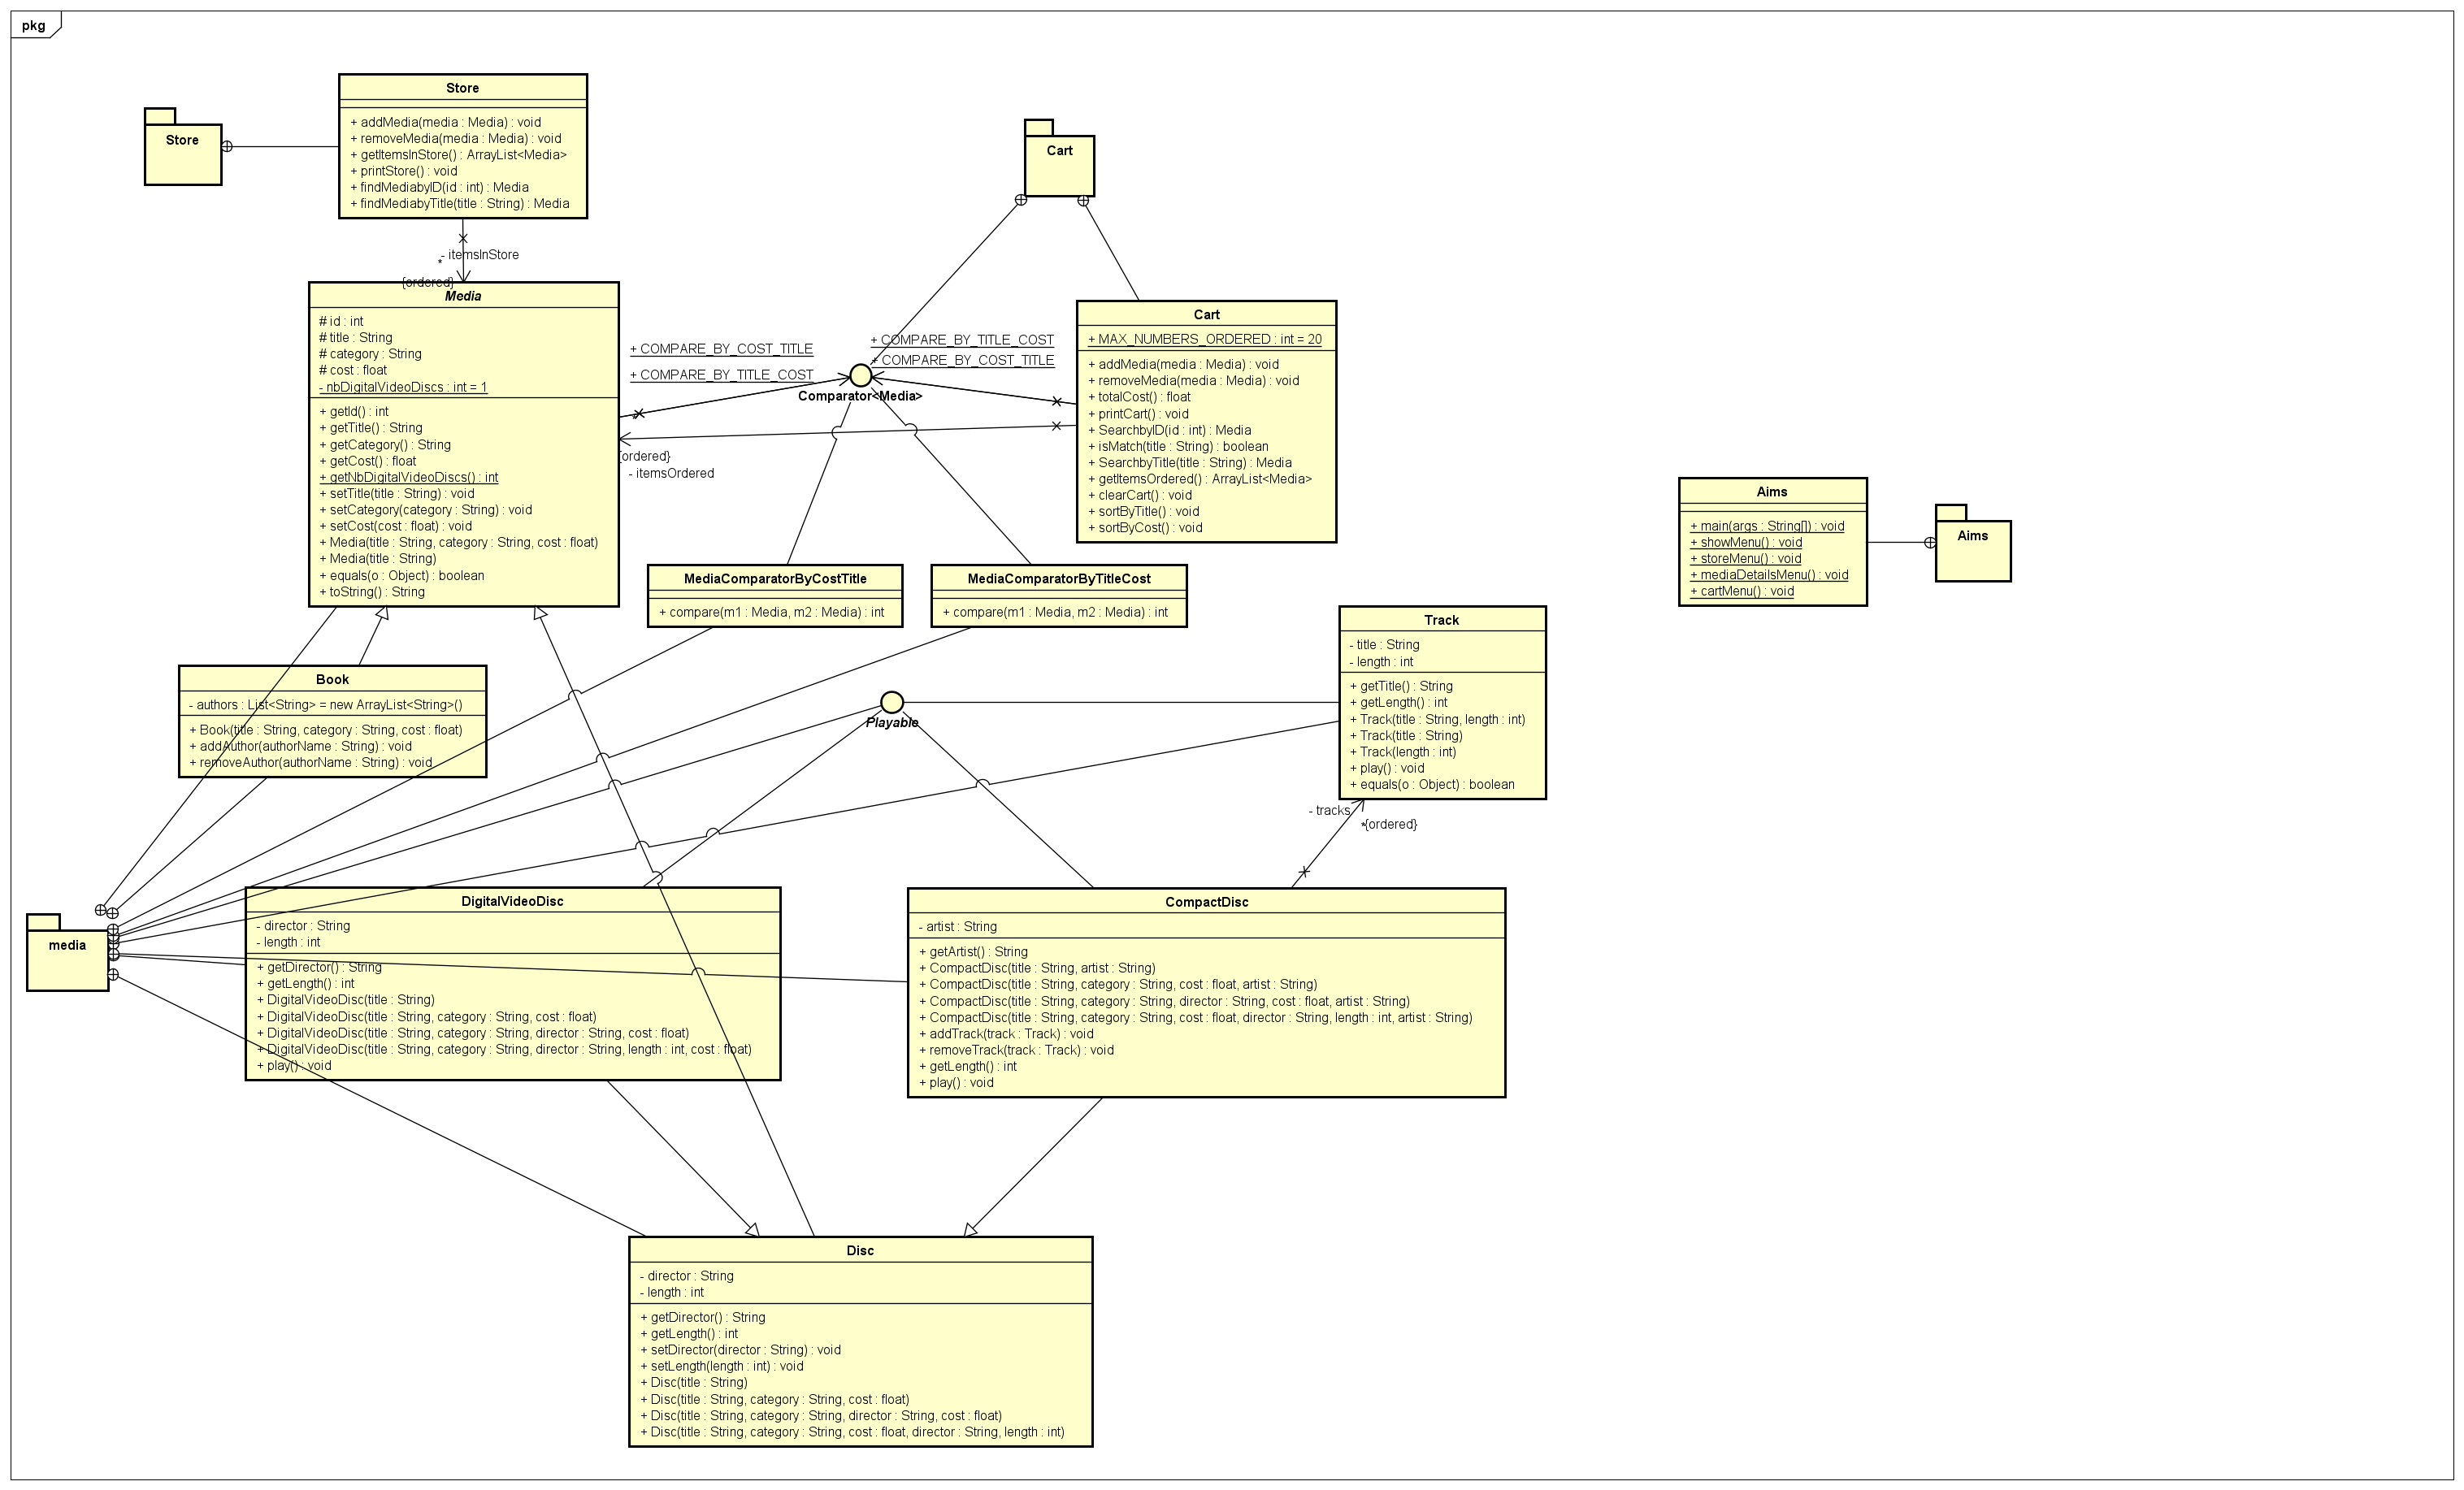 pkg
Store
Store
+ addMedia(media : Media) : void
+ removeMedia(media : Media) : void
+ getItemsInStore() : ArrayList<Media>
+ printStore() : void
+ findMediabyID(id : int) : Media
+ findMediabyTitle(title : String) : Media
- itemsInStore
*
{ordered}
Cart
Media
# id : int
# title : String
# category : String
# cost : float
- nbDigitalVideoDiscs : int = 1
+ getId() : int
+ getTitle() : String
+ getCategory() : String
+ getCost() : float
+ getNbDigitalVideoDiscs() : int
+ setTitle(title : String) : void
+ setCategory(category : String) : void
+ setCost(cost : float) : void
+ Media(title : String, category : String, cost : float)
+ Media(title : String)
+ equals(o : Object) : boolean
+ toString() : String
+ COMPARE_BY_COST_TITLE
+ COMPARE_BY_TITLE_COST
+ COMPARE_BY_TITLE_COST
+ COMPARE_BY_COST_TITLE
Comparator<Media>
*
{ordered}
- itemsOrdered
Cart
+ MAX_NUMBERS_ORDERED : int = 20
+ addMedia(media : Media) : void
+ removeMedia(media : Media) : void
+ totalCost() : float
+ printCart() : void
+ SearchbyID(id : int) : Media
+ isMatch(title : String) : boolean
+ SearchbyTitle(title : String) : Media
+ getItemsOrdered() : ArrayList<Media>
+ clearCart() : void
+ sortByTitle() : void
+ sortByCost() : void
Aims
+ main(args : String[]) : void
+ showMenu() : void
+ storeMenu() : void
+ mediaDetailsMenu() : void
+ cartMenu() : void
Aims
MediaComparatorByCostTitle
+ compare(m1 : Media, m2 : Media) : int
MediaComparatorByTitleCost
+ compare(m1 : Media, m2 : Media) : int
Track
- title : String
- length : int
+ getTitle() : String
+ getLength() : int
+ Track(title : String, length : int)
+ Track(title : String)
+ Track(length : int)
+ play() : void
+ equals(o : Object) : boolean
Book
- authors : List<String> = new ArrayList<String>()
+ Book(title : String, category : String, cost : float)
+ addAuthor(authorName : String) : void
+ removeAuthor(authorName : String) : void
Playable
- tracks
*
{ordered}
media
DigitalVideoDisc
- director : String
- length : int
+ getDirector() : String
+ getLength() : int
+ DigitalVideoDisc(title : String)
+ DigitalVideoDisc(title : String, category : String, cost : float)
+ DigitalVideoDisc(title : String, category : String, director : String, cost : float)
+ DigitalVideoDisc(title : String, category : String, director : String, length : int, cost : float)
+ play() : void
CompactDisc
- artist : String
+ getArtist() : String
+ CompactDisc(title : String, artist : String)
+ CompactDisc(title : String, category : String, cost : float, artist : String)
+ CompactDisc(title : String, category : String, director : String, cost : float, artist : String)
+ CompactDisc(title : String, category : String, cost : float, director : String, length : int, artist : String)
+ addTrack(track : Track) : void
+ removeTrack(track : Track) : void
+ getLength() : int
+ play() : void
Disc
- director : String
- length : int
+ getDirector() : String
+ getLength() : int
+ setDirector(director : String) : void
+ setLength(length : int) : void
+ Disc(title : String)
+ Disc(title : String, category : String, cost : float)
+ Disc(title : String, category : String, director : String, cost : float)
+ Disc(title : String, category : String, cost : float, director : String, length : int)